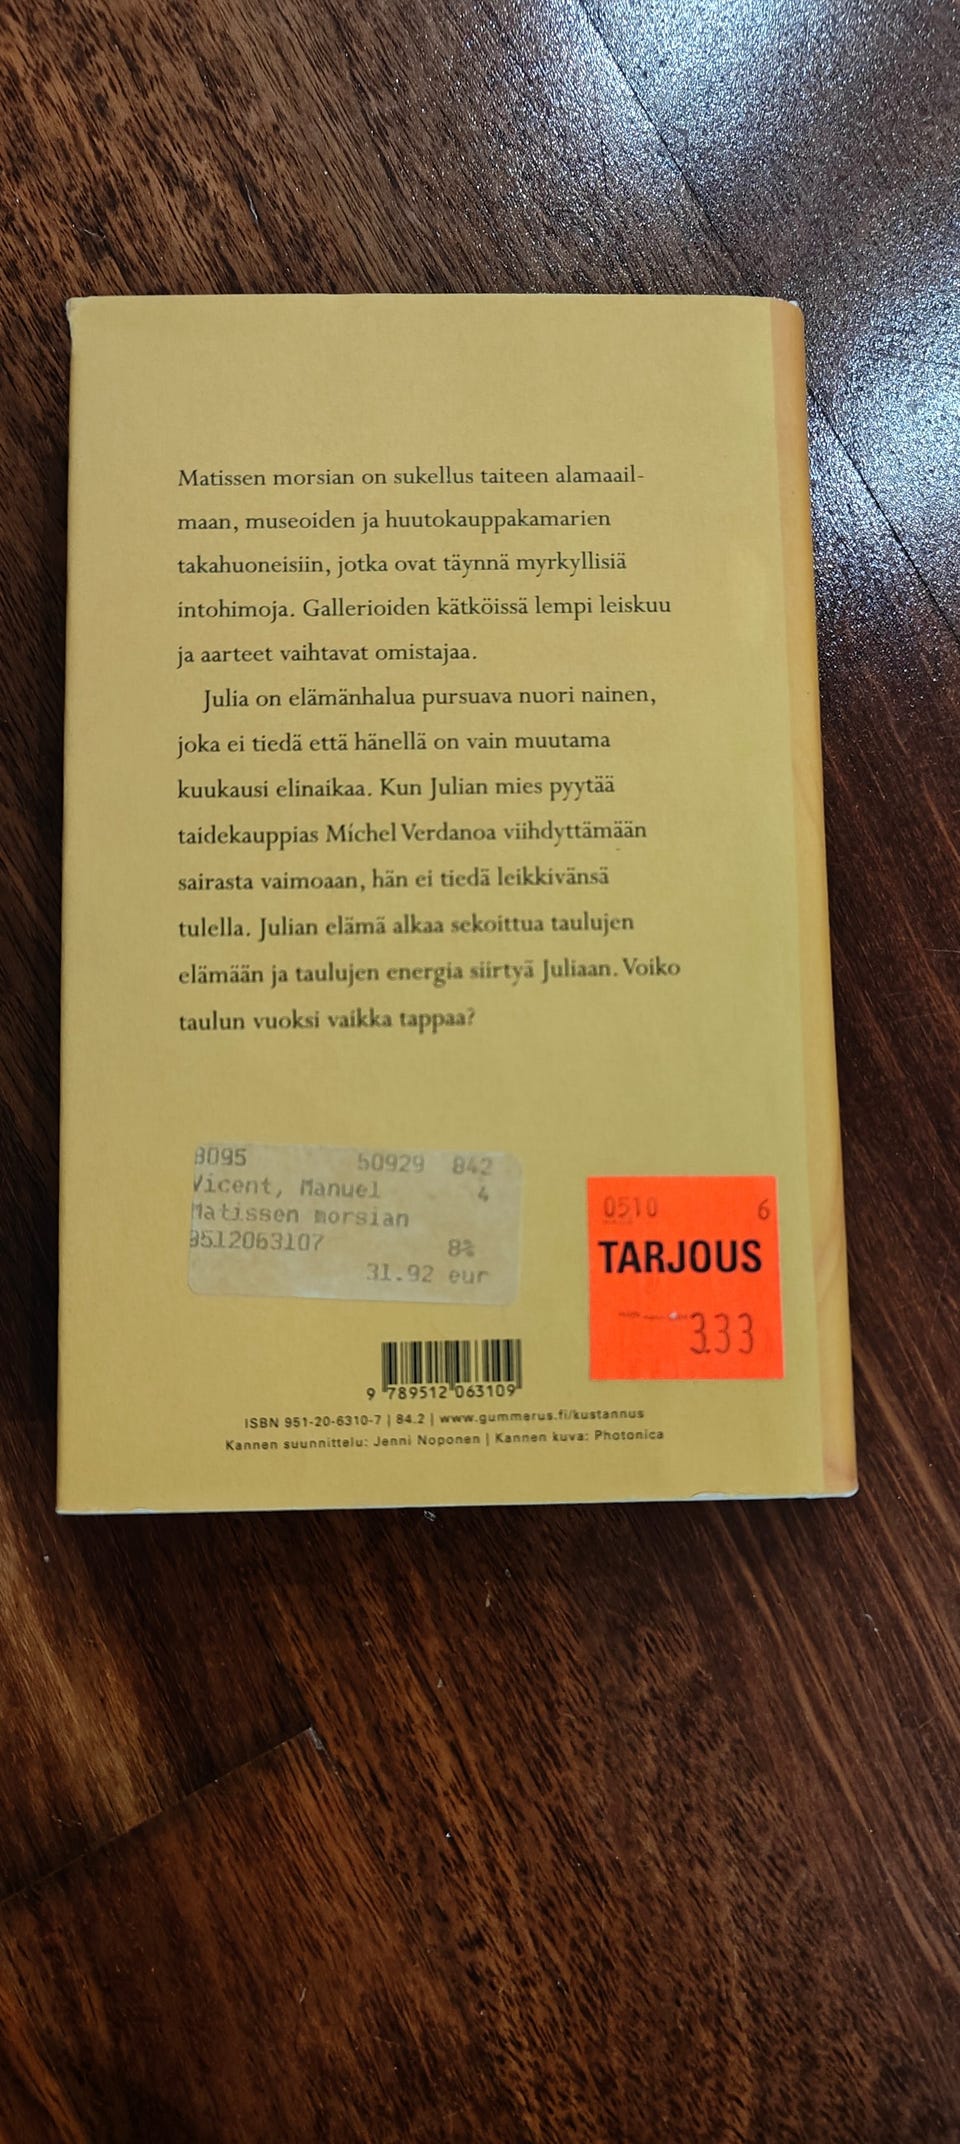 Matissen morsian on sukellus taiteen alamaail-
maan, museoiden ja huutokauppakamarien
takahuoneisiin, jotka ovat täynnä myrkyllisiä
intohimoja. Gallerioiden kätköissä lempi leiskuu
ja aarteet vaihtavat omistajaa.
Julia on elämänhalua pursuava nuori nainen,
joka ei tiedä että hänellä on vain muutama
kuukausi elinaikaa. Kun Julian mies pyytää
taidekauppias Michel Verdanoa viihdyttämään
sairasta vaimoaan, hän ei tiedä leikkivänsä
tulella. Julian elämä alkaa sekoittua taulujen
elämään ja taulujen energia siirtyä Juliaan. Voiko
taulun vuoksi vaikka tappaa?
8095 50929 842
Vicent, Manuel 4
Matissen morsian
9512063107 8%
31.92 eur
0510 6
TARJOUS
3.33
9 789512 063109
ISBN 951-20-6310-7 | 84.2 | www.gummerus.fi/kustannus
Kannen suunnittelu: Jenni Noponen | Kannen kuva: Photonica